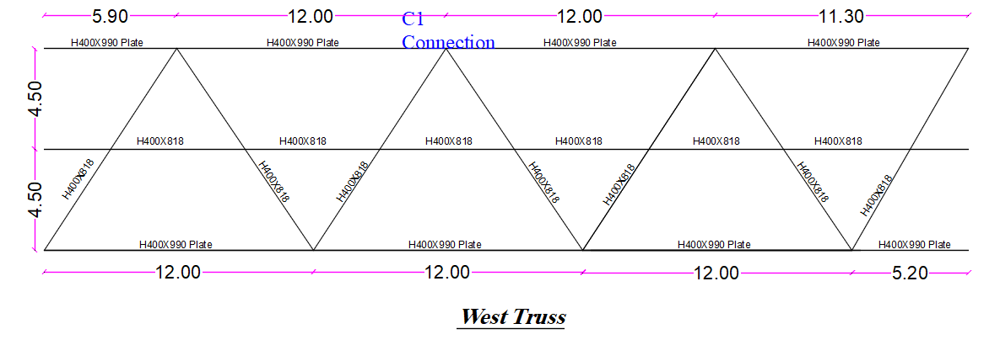 5.90 12.00 12.00 11.30
C1
Connection
H400X990 Plate H400X990 Plate H400X990 Plate H400X990 Plate
4.50
H400X818 H400X818 H400X818 H400X818 H400X818 H400X818
H400X818 H400X818 H400X818 H400X818 H400X818 H400X818 H400X818
4.50
H400X990 Plate H400X990 Plate H400X990 Plate H400X990 Plate
12.00 12.00 12.00 5.20
West Truss